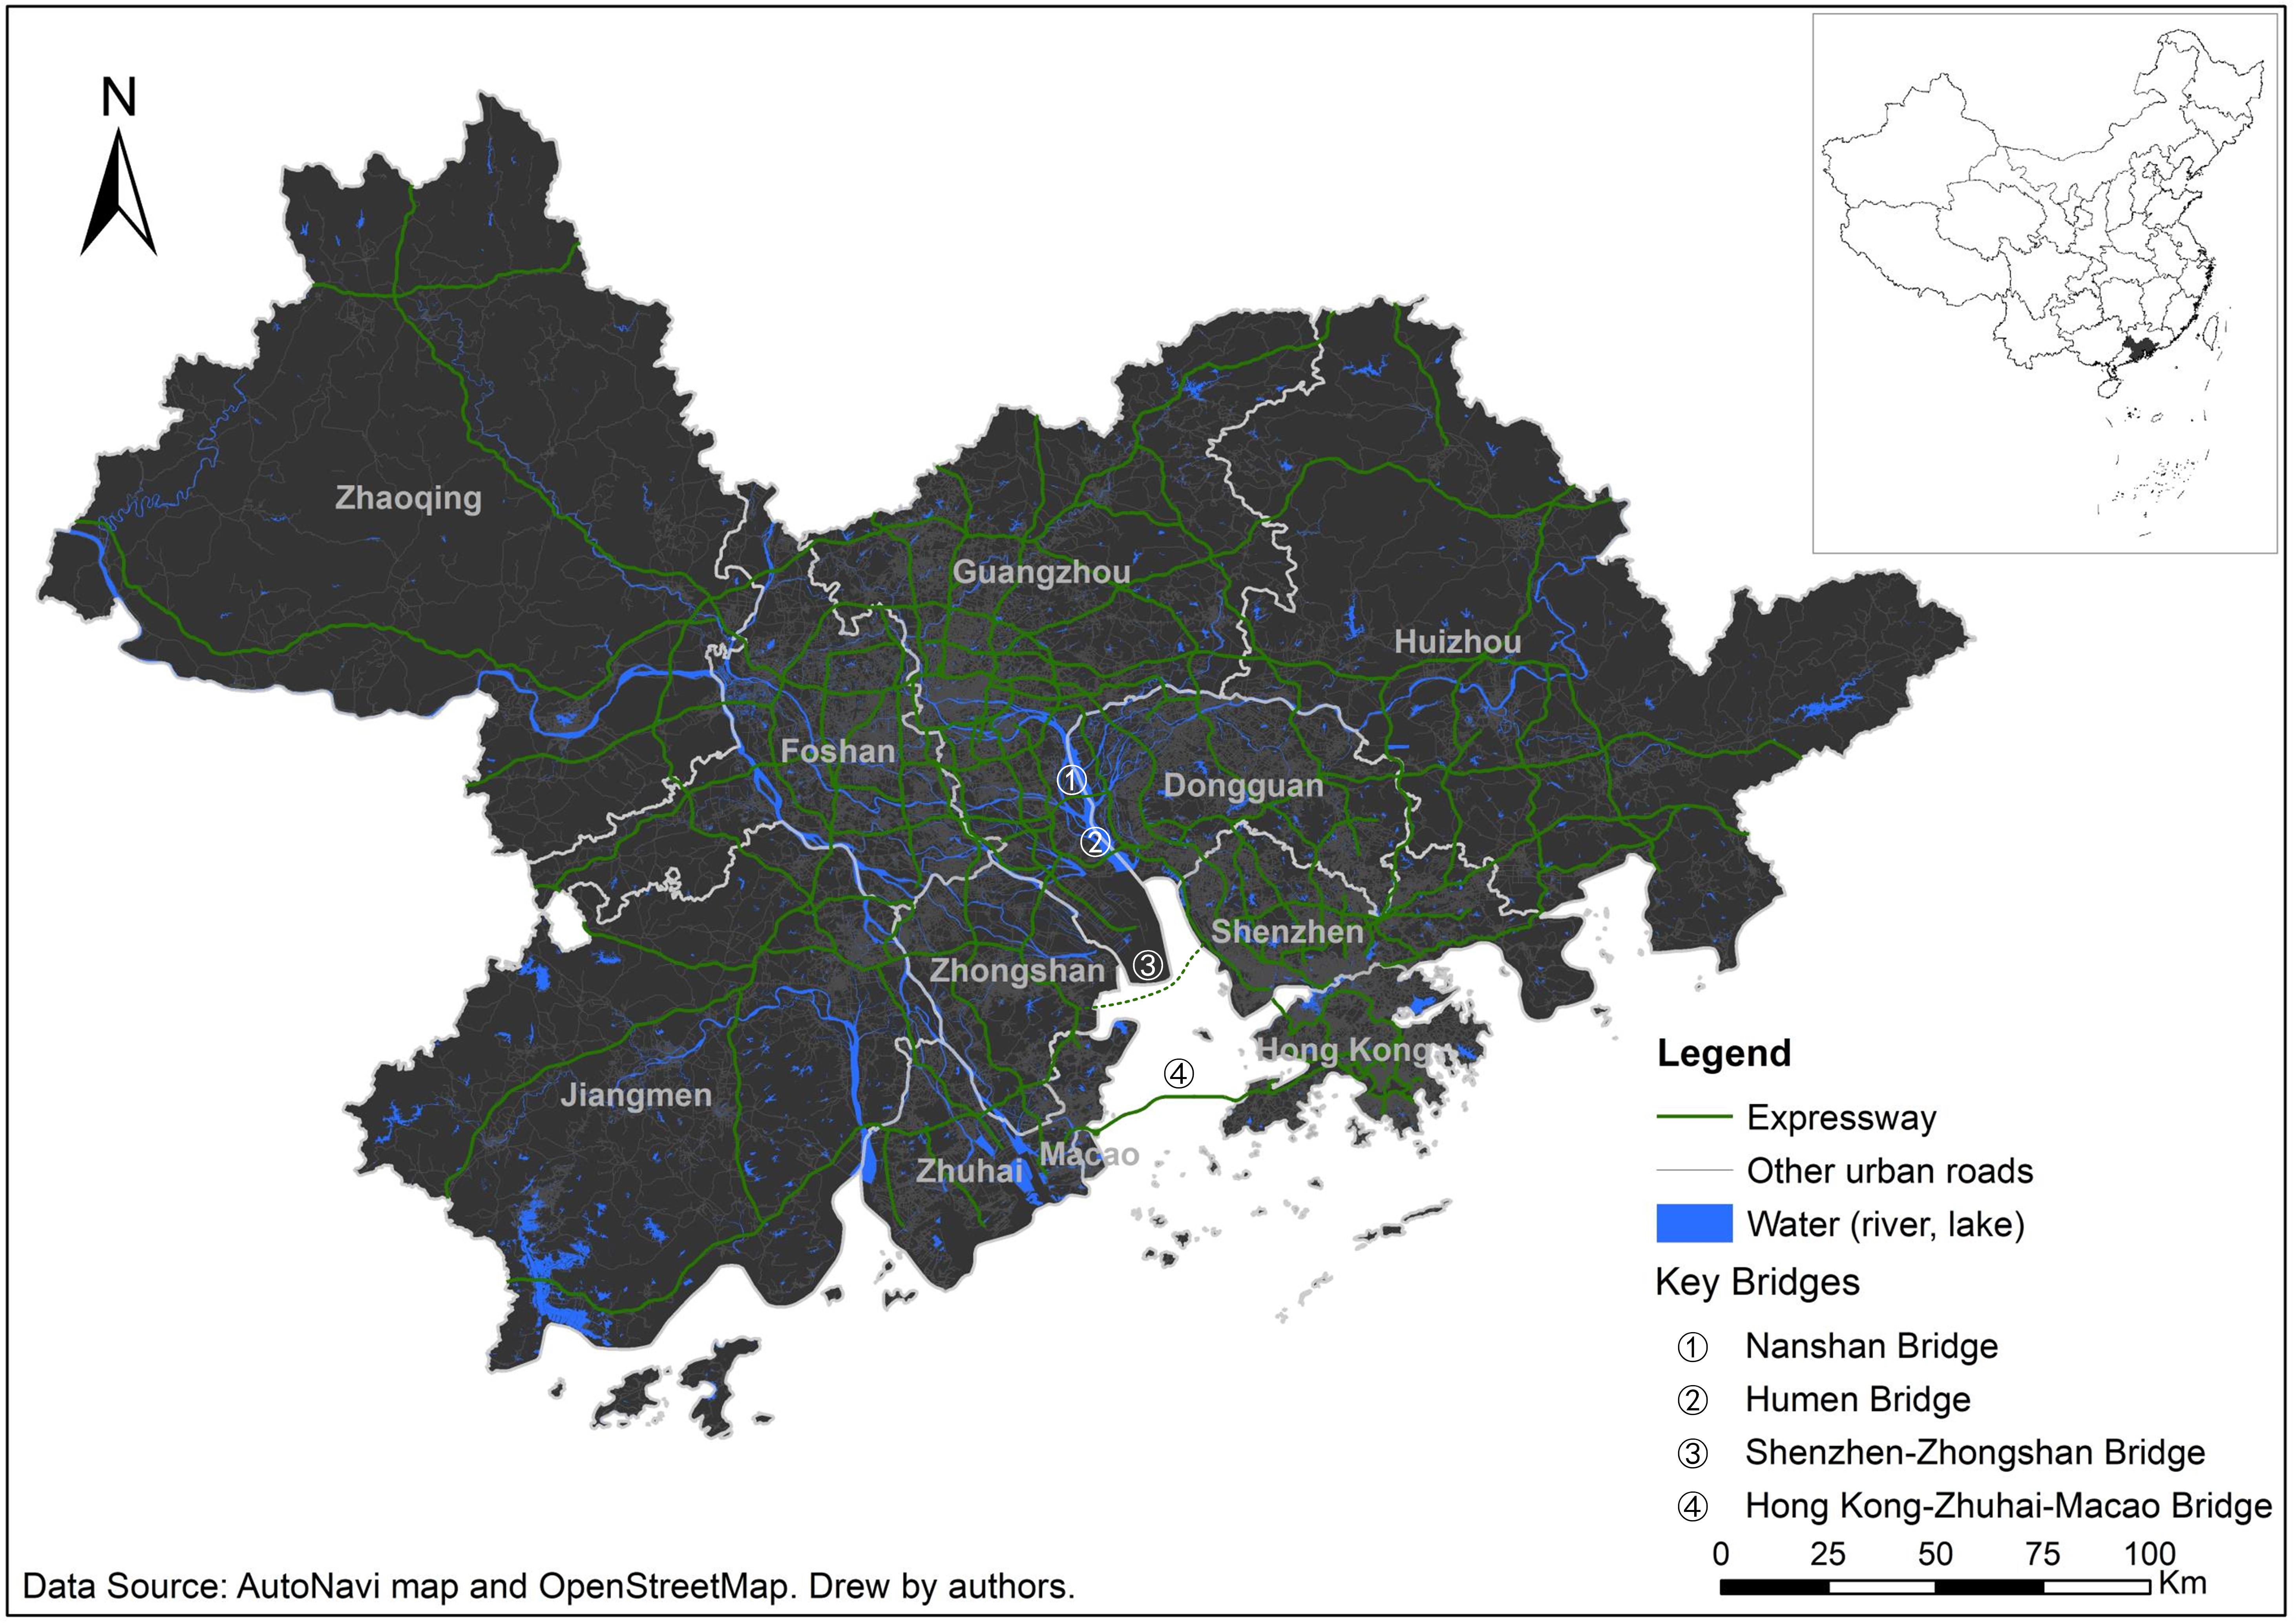 N
Zhaoqing
Guangzhou
Huizhou
Foshan
①
Dongguan
②
Shenzhen
Zhongshan
③
Hong Kong
④
Jiangmen
Macao
Zhuhai
Legend
Expressway
Other urban roads
Water (river, lake)
Key Bridges
① Nanshan Bridge
② Humen Bridge
③ Shenzhen-Zhongshan Bridge
④ Hong Kong-Zhuhai-Macao Bridge
0 25 50 75 100
Km
Data Source: AutoNavi map and OpenStreetMap. Drew by authors.